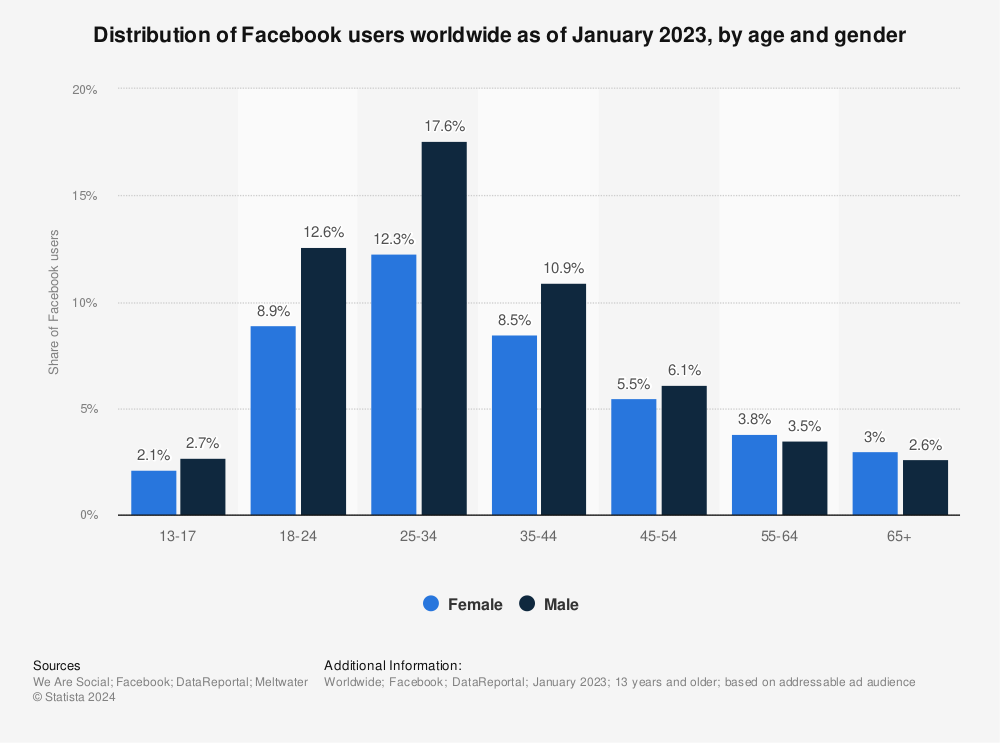 Distribution of Facebook users worldwide as of January 2023, by age and gender
Share of Facebook users
20%
15%
10%
5%
0%
2.1%
2.7%
8.9%
12.6%
12.3%
17.6%
8.5%
10.9%
5.5%
6.1%
3.8%
3.5%
3%
2.6%
13-17
18-24
25-34
35-44
45-54
55-64
65+
Female
Male
Sources
We Are Social; Facebook; DataReportal; Meltwater
© Statista 2024
Additional Information:
Worldwide; Facebook; DataReportal; January 2023; 13 years and older; based on addressable ad audience